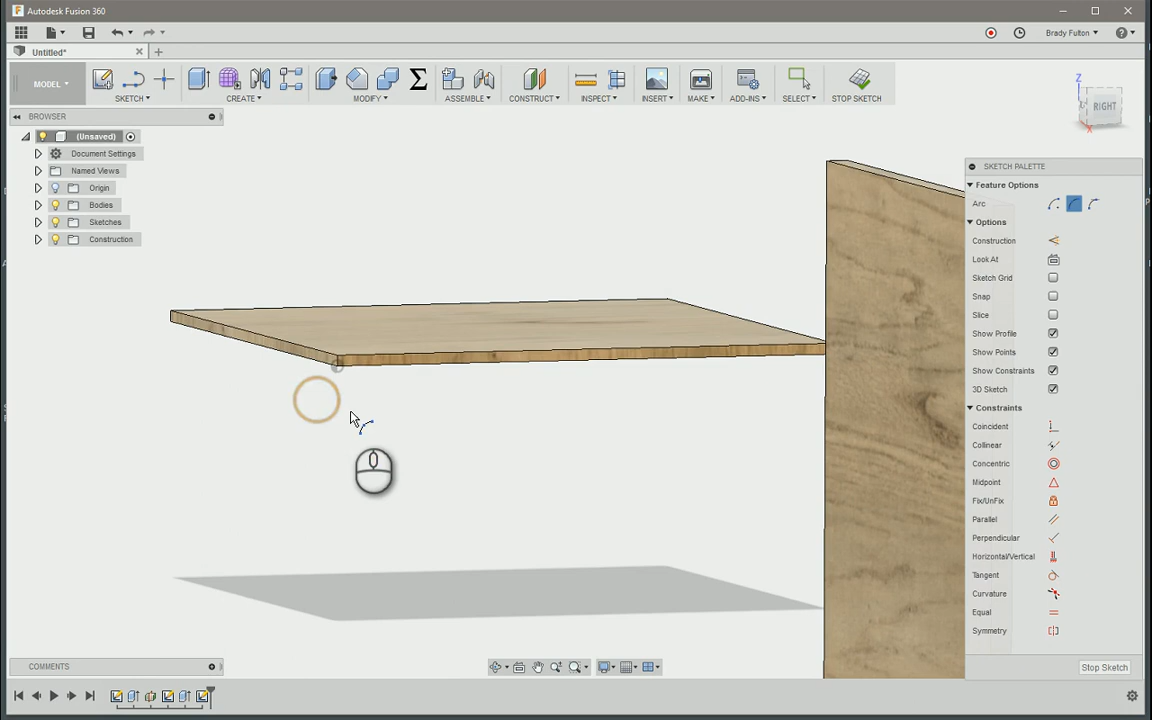 Autodesk Fusion 360
Brady Fulton
Untitled*
MODEL
SKETCH
CREATE
MODIFY
ASSEMBLE
CONSTRUCT
INSPECT
INSERT
MAKE
ADD-INS
SELECT
STOP SKETCH
BROWSER
(Unsaved)
Document Settings
Named Views
Origin
Bodies
Sketches
Construction
Z
RIGHT
X
SKETCH PALETTE
Feature Options
Arc
Options
Construction
Look At
Sketch Grid
Snap
Slice
Show Profile
Show Points
Show Constraints
3D Sketch
Constraints
Coincident
Collinear
Concentric
Midpoint
Fix/UnFix
Parallel
Perpendicular
Horizontal/Vertical
Tangent
Curvature
Equal
Symmetry
Stop Sketch
COMMENTS